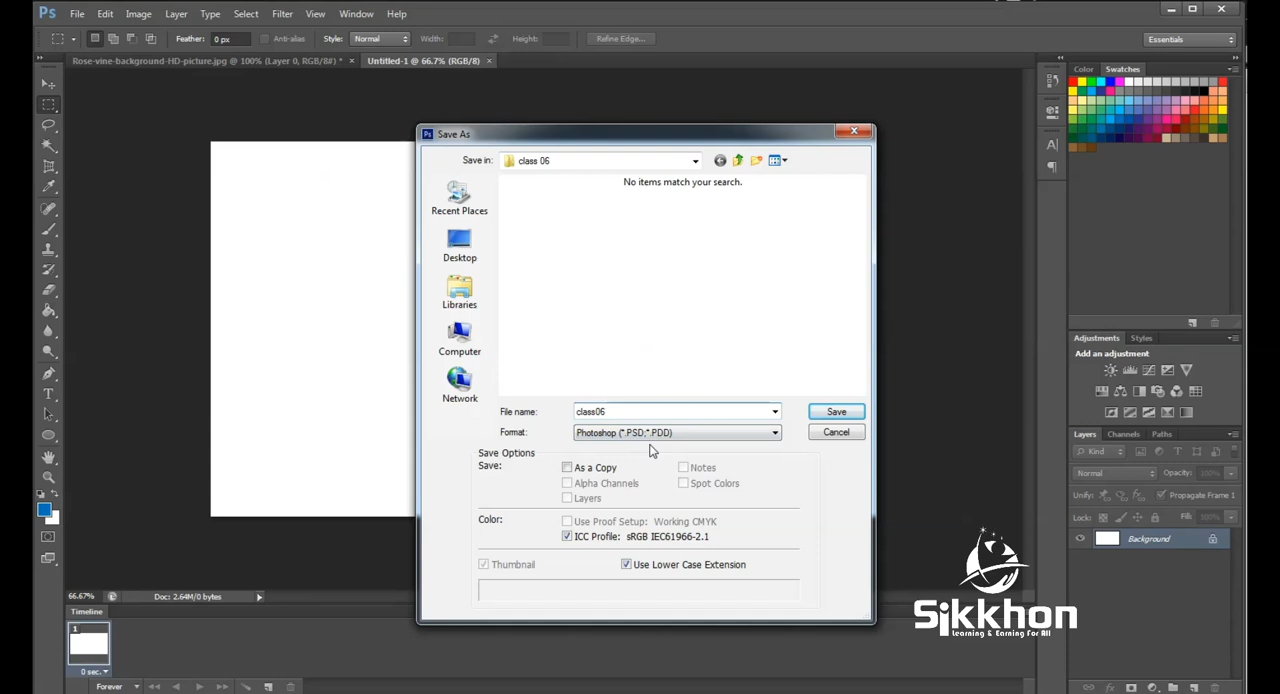 Ps File Edit Image Layer Type Select Filter View Window Help
Feather: 0 px Anti-alias Style: Normal Width: Height: Refine Edge... Essentials
Rose-vine-background-HD-picture.jpg @ 100% (Layer 0, RGB/8#) * × Untitled-1 @ 66.7% (RGB/8) ×
Color Swatches
Ps Save As
Save in: class 06
No items match your search.
Recent Places
Desktop
Libraries
Computer
Network
File name: class06 Save
Format: Photoshop (*.PSD;*.PDD) Cancel
Save Options
Save: As a Copy Notes
Alpha Channels Spot Colors
Layers
Color: Use Proof Setup: Working CMYK
ICC Profile: sRGB IEC61966-2.1
Thumbnail Use Lower Case Extension
Adjustments Styles
Add an adjustment
Layers Channels Paths
Kind
Normal Opacity: 100%
Unify: Propagate Frame 1
Lock: Fill: 100%
Background
66.67% Doc: 2.64M/0 bytes
Timeline
1
0 sec.
Forever
Sikkhon
Learning & Earning For All